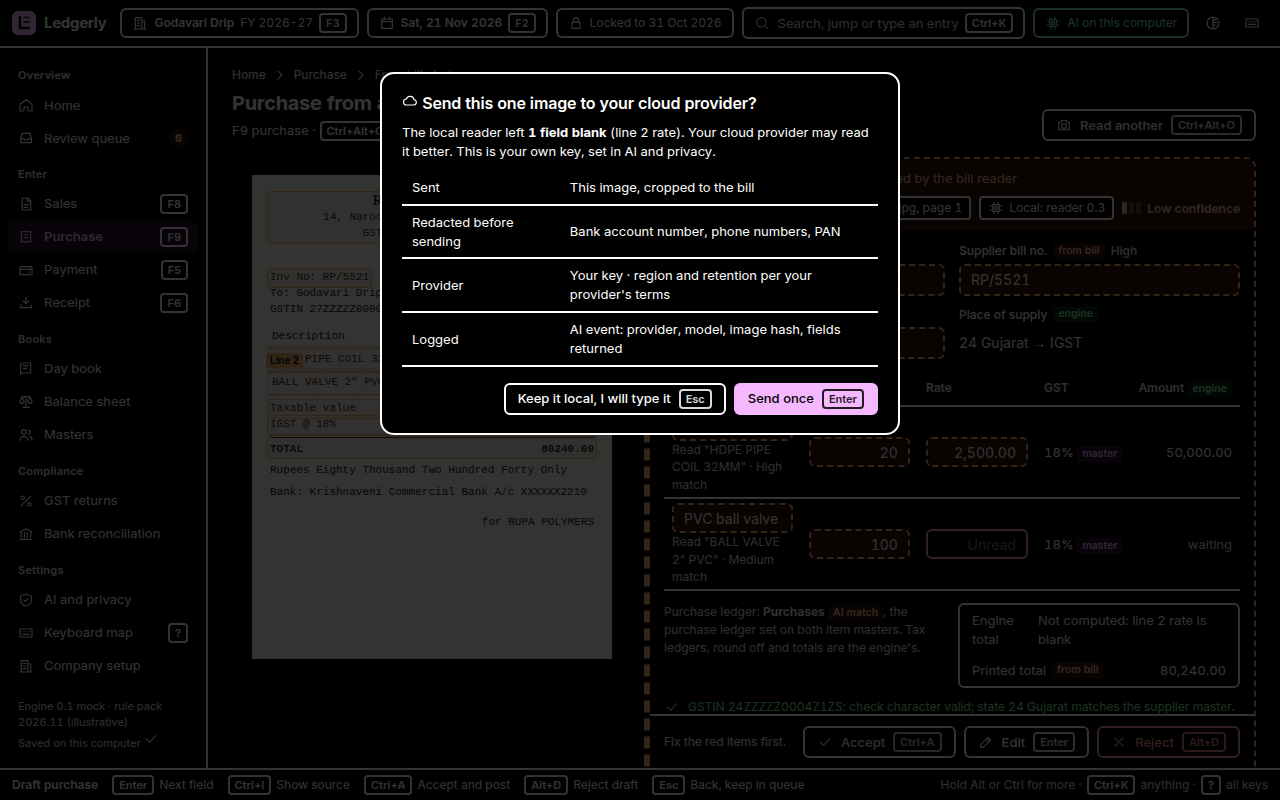 Ledgerly
Godavari Drip FY 2026-27 F3
Sat, 21 Nov 2026 F2
Locked to 31 Oct 2026
Search, jump or type an entry Ctrl+K
AI on this computer
Overview
Home
Review queue 6
Enter
Sales F8
Purchase F9
Payment F5
Receipt F6
Books
Day book
Balance sheet
Masters
Compliance
GST returns
Bank reconciliation
Settings
AI and privacy
Keyboard map ?
Company setup
Engine 0.1 mock · rule pack
2026.11 (illustrative)
Saved on this computer
Home > Purchase >
Purchase from
F9 purchase ·
Read another Ctrl+Alt+O
Send this one image to your cloud provider?
The local reader left 1 field blank (line 2 rate). Your cloud provider may read
it better. This is your own key, set in AI and privacy.
Sent This image, cropped to the bill
Redacted before
sending
Bank account number, phone numbers, PAN
Provider
Your key · region and retention per your
provider's terms
Logged
AI event: provider, model, image hash, fields
returned
Keep it local, I will type it Esc
Send once Enter
Inv No: RP/5521
To: Godavari Drip
Description
Line 2 PIPE COIL
BALL VALVE 2"
Taxable value
IGST @ 18%
TOTAL 80240.00
Rupees Eighty Thousand Two Hundred Forty Only
Bank: Krishnaveni Commercial Bank A/c XXXXXX2210
for RUPA POLYMERS
by the bill reader
page 1
Local: reader 0.3
Low confidence
Supplier bill no. from bill High
RP/5521
Place of supply engine
24 Gujarat → IGST
Rate GST Amount engine
Read "HDPE PIPE
COIL 32MM" · High
match
20 2,500.00 18% master 50,000.00
PVC ball valve
Read "BALL VALVE
2" PVC" · Medium
match
100 Unread 18% master waiting
Purchase ledger: Purchases AI match , the
purchase ledger set on both item masters. Tax
ledgers, round off and totals are the engine's.
Engine
total
Not computed: line 2 rate is
blank
Printed total from bill 80,240.00
GSTIN 24ZZZZZ0004Z1ZS: check character valid; state 24 Gujarat matches the supplier master.
Fix the red items first.
Accept Ctrl+A
Edit Enter
Reject Alt+D
Draft purchase Enter Next field Ctrl+I Show source Ctrl+A Accept and post Alt+D Reject draft Esc Back, keep in queue
Hold Alt or Ctrl for more · Ctrl+K anything · ? all keys